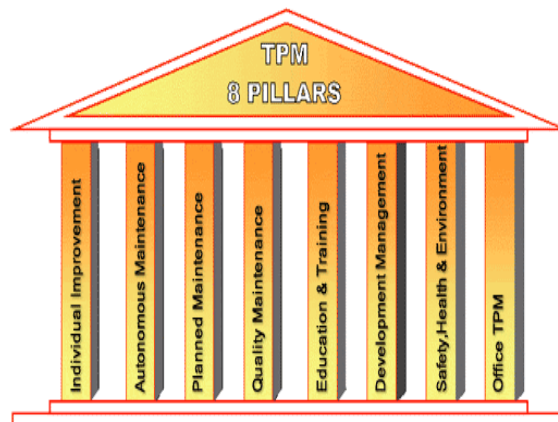 TPM
8 PILLARS
Individual Improvement
Autonomous Maintenance
Planned Maintenance
Quality Maintenance
Education & Training
Development Management
Safety,Health & Environment
Office TPM